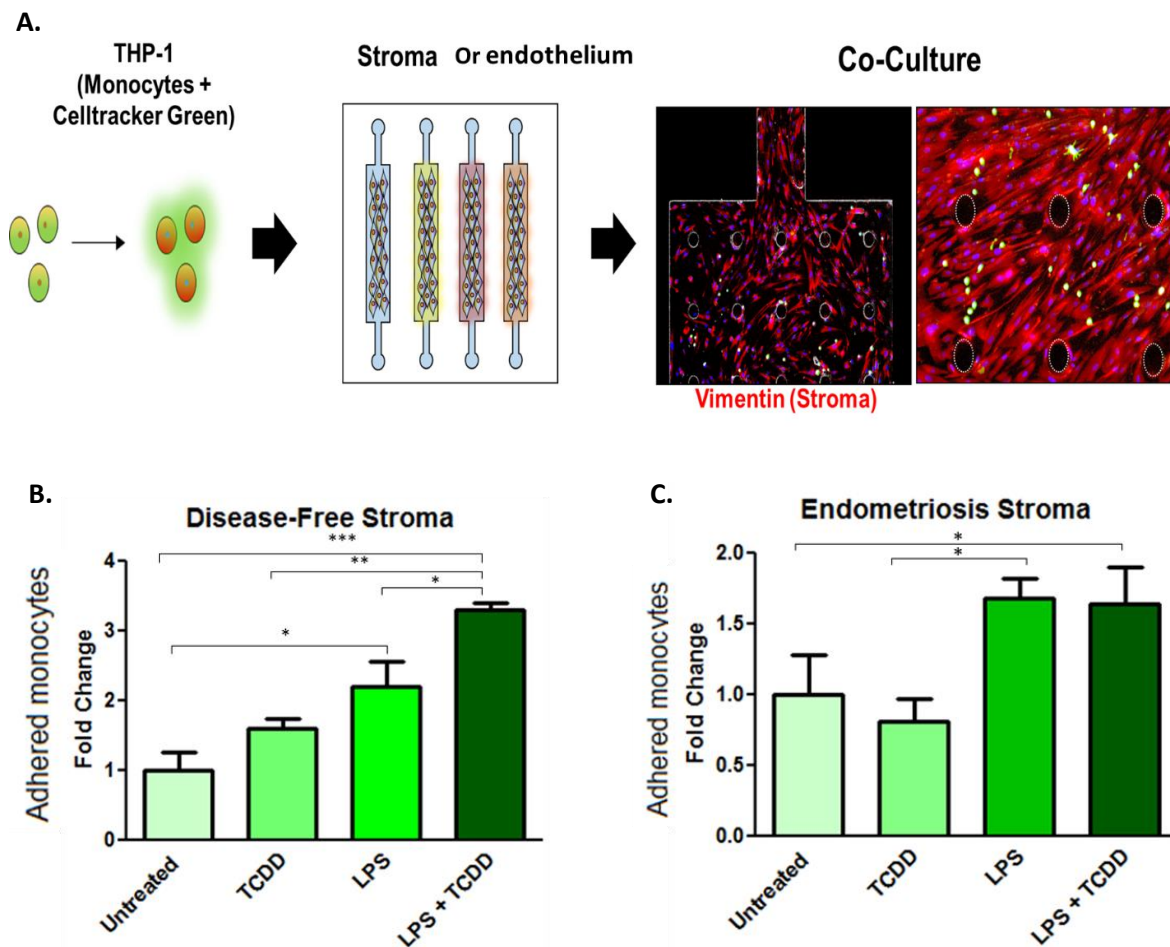 A.
THP-1
(Monocytes +
Celltracker Green)
Stroma Or endothelium
Co-Culture
Vimentin (Stroma)
B.
Disease-Free Stroma
***
**
*
*
Adhered monocytes
Fold Change
4
3
2
1
0
Untreated
TCDD
LPS
LPS + TCDD
C.
Endometriosis Stroma
*
*
Adhered monocytes
Fold Change
2.0
1.5
1.0
0.5
0.0
Untreated
TCDD
LPS
LPS + TCDD